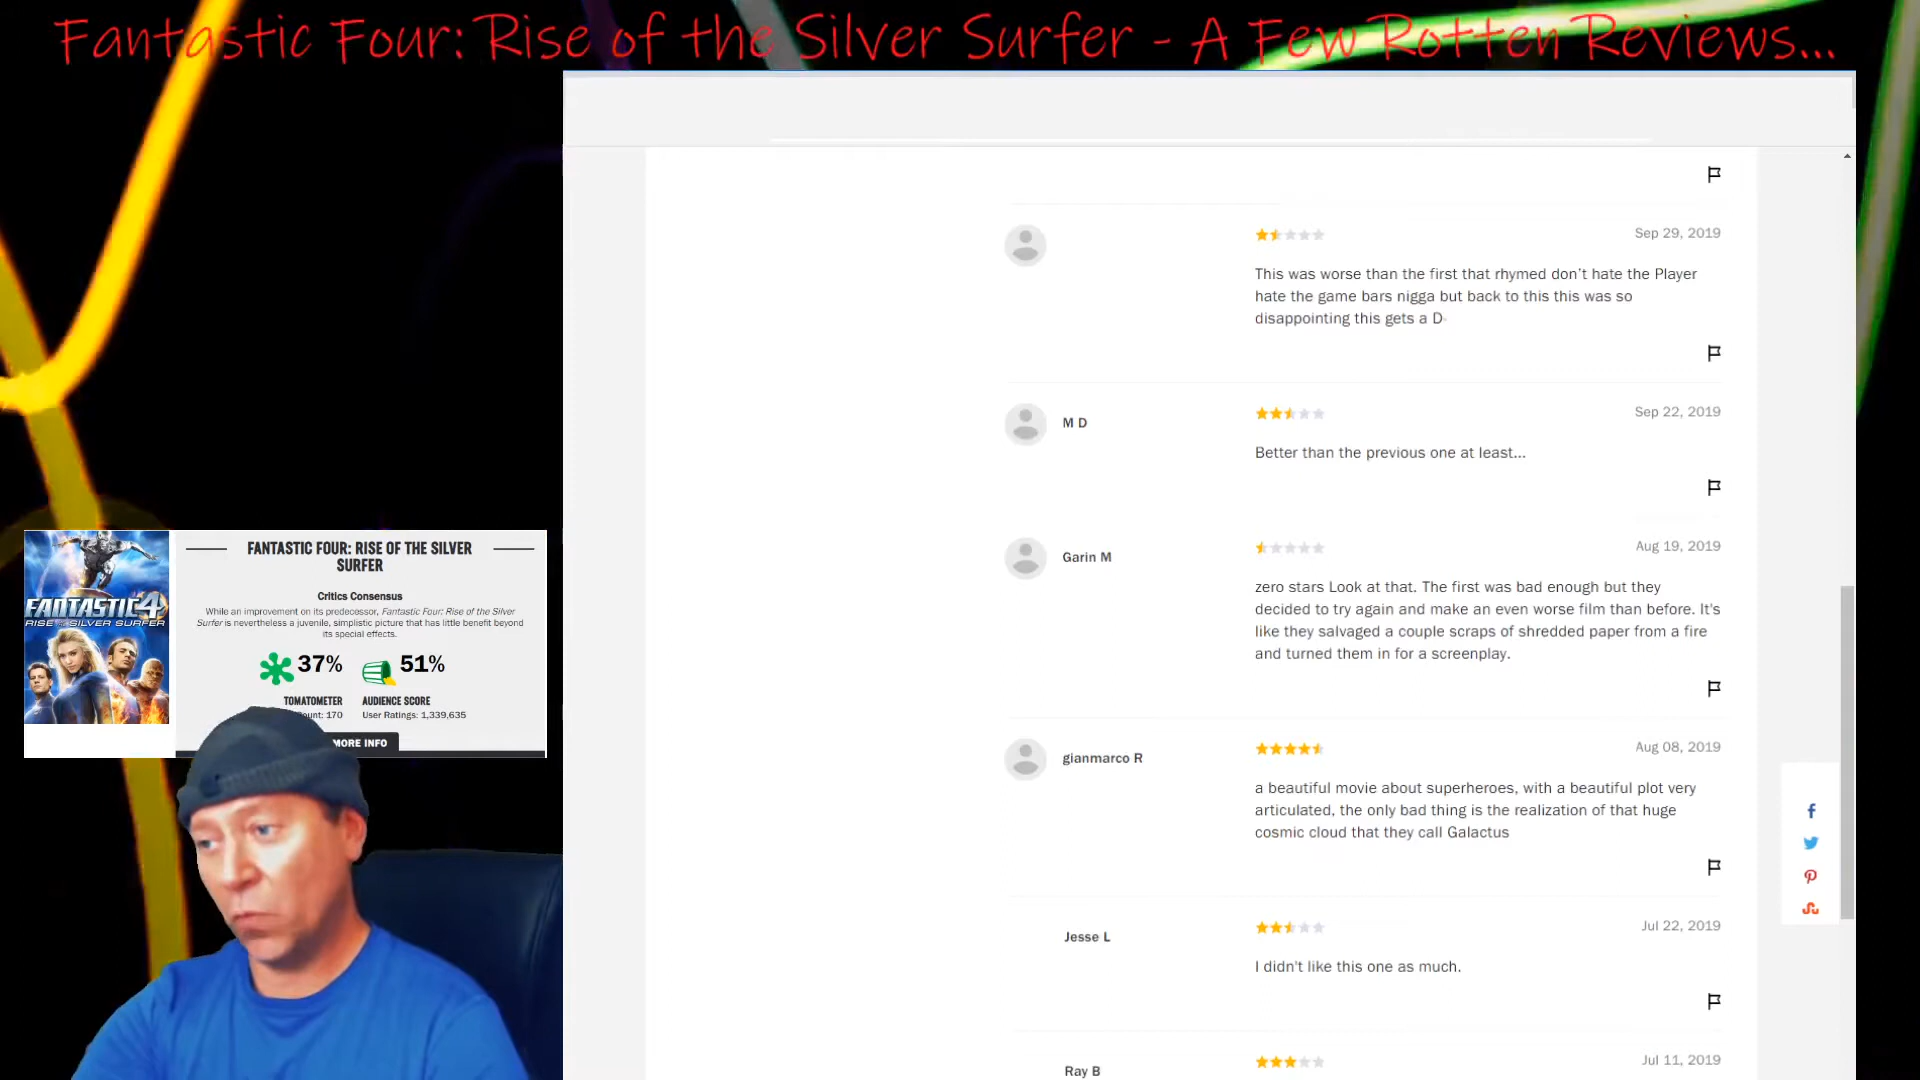 Fantastic Four: Rise of the Silver Surfer - A Few Rotten Reviews...
Sep 29, 2019
This was worse than the first that rhymed don't hate the Player
hate the game bars nigga but back to this this was so
disappointing this gets a D-
M D
Sep 22, 2019
Better than the previous one at least...
Garin M
Aug 19, 2019
zero stars Look at that. The first was bad enough but they
decided to try again and make an even worse film than before. It's
like they salvaged a couple scraps of shredded paper from a fire
and turned them in for a screenplay.
gianmarco R
Aug 08, 2019
a beautiful movie about superheroes, with a beautiful plot very
articulated, the only bad thing is the realization of that huge
cosmic cloud that they call Galactus
Jesse L
Jul 22, 2019
I didn't like this one as much.
Ray B
Jul 11, 2019
FANTASTIC 4
RISE OF THE SILVER SURFER
FANTASTIC FOUR: RISE OF THE SILVER
SURFER
Critics Consensus
While an improvement on its predecessor, Fantastic Four: Rise of the Silver
Surfer is nevertheless a juvenile, simplistic picture that has little benefit beyond
its special effects.
37% 51%
TOMATOMETER AUDIENCE SCORE
ount: 170 User Ratings: 1,339,635
MORE INFO